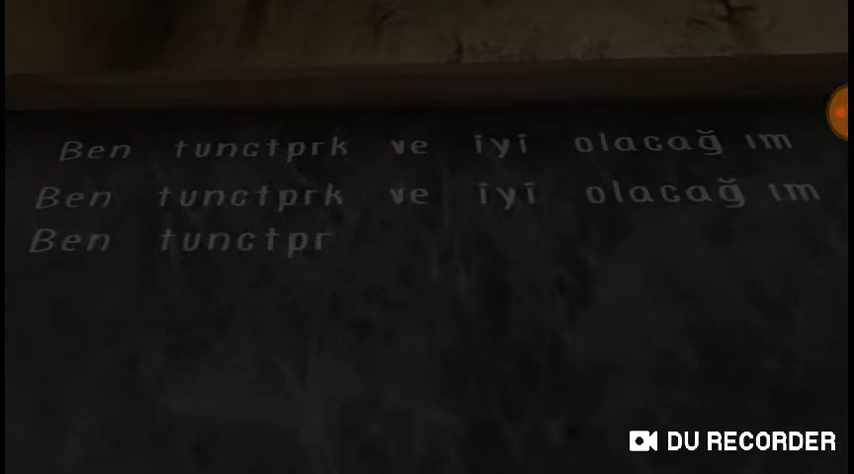 Ben tunctprk ve iyi olacağ ım
Ben tunctprk ve iyi olacağ ım
Ben tunctpr
DU RECORDER